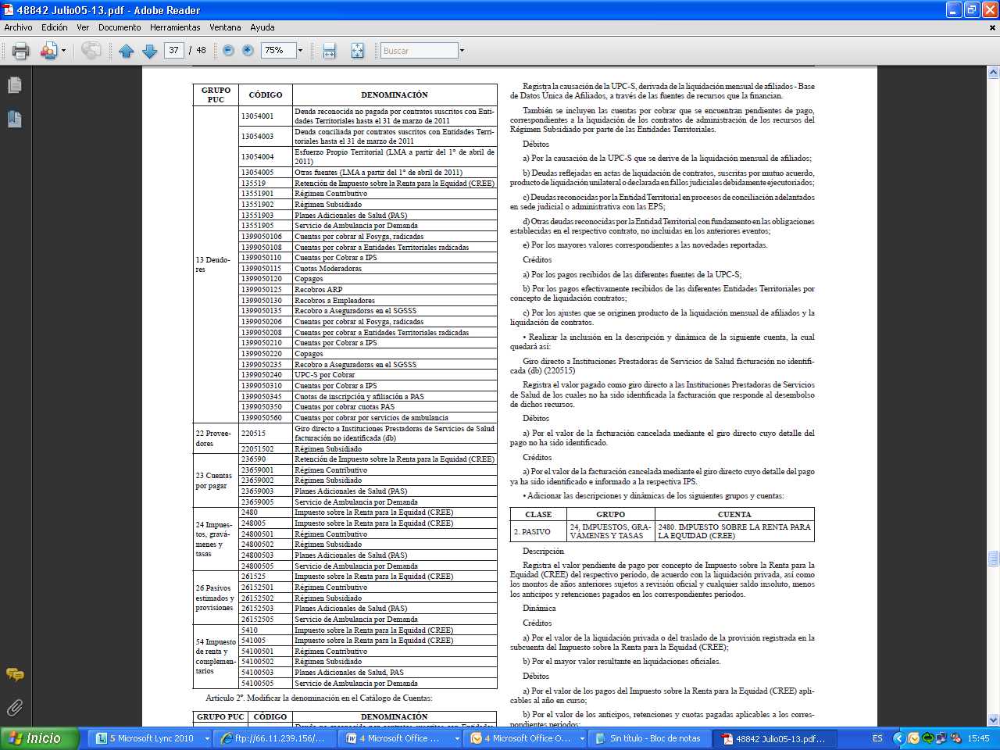 48842 Julio05-13.pdf - Adobe Reader
Archivo Edición Ver Documento Herramientas Ventana Ayuda
37 / 48 75% Buscar
GRUPO PUC CÓDIGO DENOMINACIÓN
13 Deudo-
res
13054001 Deuda reconocida no pagada por contratos suscritos con Enti-
dades Territoriales hasta el 31 de marzo de 2011
13054003 Deuda conciliada por contratos suscritos con Entidades Terri-
toriales hasta el 31 de marzo de 2011
13054004 Esfuerzo Propio Territorial (LMA a partir del 1° de abril de
2011)
13054005 Otras fuentes (LMA a partir del 1° de abril de 2011)
135519 Retención de Impuesto sobre la Renta para la Equidad (CREE)
13551901 Régimen Contributivo
13551902 Régimen Subsidiado
13551903 Planes Adicionales de Salud (PAS)
13551905 Servicio de Ambulancia por Demanda
1399050106 Cuentas por cobrar al Fosyga, radicadas
1399050108 Cuentas por cobrar a Entidades Territoriales radicadas
1399050110 Cuentas por Cobrar a IPS
1399050115 Cuotas Moderadoras
1399050120 Copagos
1399050125 Recobros ARP
1399050130 Recobros a Empleadores
1399050135 Recobro a Aseguradoras en el SGSSS
1399050206 Cuentas por cobrar al Fosyga, radicadas
1399050208 Cuentas por cobrar a Entidades Territoriales radicadas
1399050210 Cuentas por Cobrar a IPS
1399050220 Copagos
1399050235 Recobro a Aseguradoras en el SGSSS
1399050240 UPC-S por Cobrar
1399050310 Cuentas por Cobrar a IPS
1399050345 Cuotas de inscripción y afiliación a PAS
1399050350 Cuentas por cobrar cuotas PAS
1399050560 Cuentas por cobrar por servicios de ambulancia
22 Provee-
dores
220515 Giro directo a Instituciones Prestadoras de Servicios de Salud
facturación no identificada (db)
22051502 Régimen Subsidiado
23 Cuentas
por pagar
236590 Retención de Impuesto sobre la Renta para la Equidad (CREE)
23659001 Régimen Contributivo
23659002 Régimen Subsidiado
23659003 Planes Adicionales de Salud (PAS)
23659005 Servicio de Ambulancia por Demanda
24 Impues-
tos, gravá-
menes y
tasas
2480 Impuesto sobre la Renta para la Equidad (CREE)
248005 Impuesto sobre la Renta para la Equidad (CREE)
24800501 Régimen Contributivo
24800502 Régimen Subsidiado
24800503 Planes Adicionales de Salud (PAS)
24800505 Servicio de Ambulancia por Demanda
26 Pasivos
estimados y
provisiones
261525 Impuesto sobre la Renta para la Equidad (CREE)
26152501 Régimen Contributivo
26152502 Régimen Subsidiado
26152503 Planes Adicionales de Salud (PAS)
26152505 Servicio de Ambulancia por Demanda
54 Impuesto
de renta y
complemen-
tarios
5410 Impuesto sobre la Renta para la Equidad (CREE)
541005 Impuesto sobre la Renta para la Equidad (CREE)
54100501 Régimen Contributivo
54100502 Régimen Subsidiado
54100503 Planes Adicionales de Salud, PAS
54100505 Servicio de Ambulancia por Demanda
Artículo 2°. Modificar la denominación en el Catálogo de Cuentas:
GRUPO PUC CÓDIGO DENOMINACIÓN
Registra la causación de la UPC-S, derivada de la liquidación mensual de afiliados - Base
de Datos Única de Afiliados, a través de las fuentes de recursos que la financian.
También se incluyen las cuentas por cobrar que se encuentran pendientes de pago,
correspondientes a la liquidación de los contratos de administración de los recursos del
Régimen Subsidiado por parte de las Entidades Territoriales.
Débitos
a) Por la causación de la UPC-S que se derive de la liquidación mensual de afiliados;
b) Deudas reflejadas en actas de liquidación de contratos, suscritas por mutuo acuerdo,
producto de liquidación unilateral o declarada en fallos judiciales debidamente ejecutoriados;
c) Deudas reconocidas por la Entidad Territorial en procesos de conciliación adelantados
en sede judicial o administrativa con las EPS;
d) Otras deudas reconocidas por la Entidad Territorial con fundamento en las obligaciones
establecidas en el respectivo contrato, no incluidas en los anteriores eventos;
e) Por los mayores valores correspondientes a las novedades reportadas.
Créditos
a) Por los pagos recibidos de las diferentes fuentes de la UPC-S;
b) Por los pagos efectivamente recibidos de las diferentes Entidades Territoriales por
concepto de liquidación contratos;
c) Por los ajustes que se originen producto de la liquidación mensual de afiliados y la
liquidación de contratos.
• Realizar la inclusión en la descripción y dinámica de la siguiente cuenta, la cual
quedará así:
Giro directo a Instituciones Prestadoras de Servicios de Salud facturación no identifi-
cada (db) (220515)
Registra el valor pagado como giro directo a las Instituciones Prestadoras de Servicios
de Salud de los cuales no ha sido identificada la facturación que responde al desembolso
de dichos recursos.
Débitos
a) Por el valor de la facturación cancelada mediante el giro directo cuyo detalle del
pago no ha sido identificado.
Créditos
a) Por el valor de la facturación cancelada mediante el giro directo cuyo detalle del pago
ya ha sido identificado e informado a la respectiva IPS.
• Adicionar las descripciones y dinámicas de los siguientes grupos y cuentas:
CLASE GRUPO CUENTA
2. PASIVO 24, IMPUESTOS, GRA- 2480. IMPUESTO SOBRE LA RENTA PARA
VÁMENES Y TASAS LA EQUIDAD (CREE)
Descripción
Registra el valor pendiente de pago por concepto de Impuesto sobre la Renta para la
Equidad (CREE) del respectivo período, de acuerdo con la liquidación privada, así como
los montos de años anteriores sujetos a revisión oficial y cualquier saldo insoluto, menos
los anticipos y retenciones pagados en los correspondientes períodos.
Dinámica
Créditos
a) Por el valor de la liquidación privada o del traslado de la provisión registrada en la
subcuenta del Impuesto sobre la Renta para la Equidad (CREE);
b) Por el mayor valor resultante en liquidaciones oficiales.
Débitos
a) Por el valor de los pagos del Impuesto sobre la Renta para la Equidad (CREE) apli-
cables al año en curso;
b) Por el valor de los anticipos, retenciones y cuotas pagadas aplicables a los corres-
pondientes períodos;
Inicio 5 Microsoft Lync 2010 ftp://66.11.239.156/... 4 Microsoft Office ... 4 Microsoft Office O... Sin título - Bloc de notas 48842 Julio05-13.pdf... ES 15:45